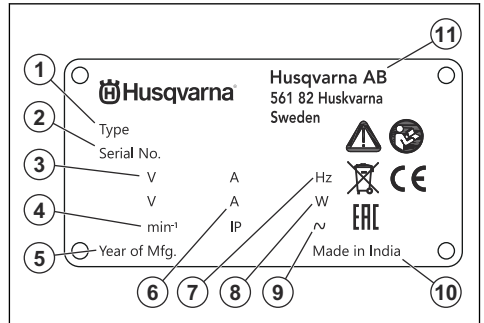 11
1
2
3
4
5
Husqvarna
Husqvarna AB
561 82 Huskvarna
Sweden
Type
Serial No.
V A Hz
V A W
min⁻¹ IP ~
Year of Mfg. Made in India
CE
EAC
6 7 8 9 10